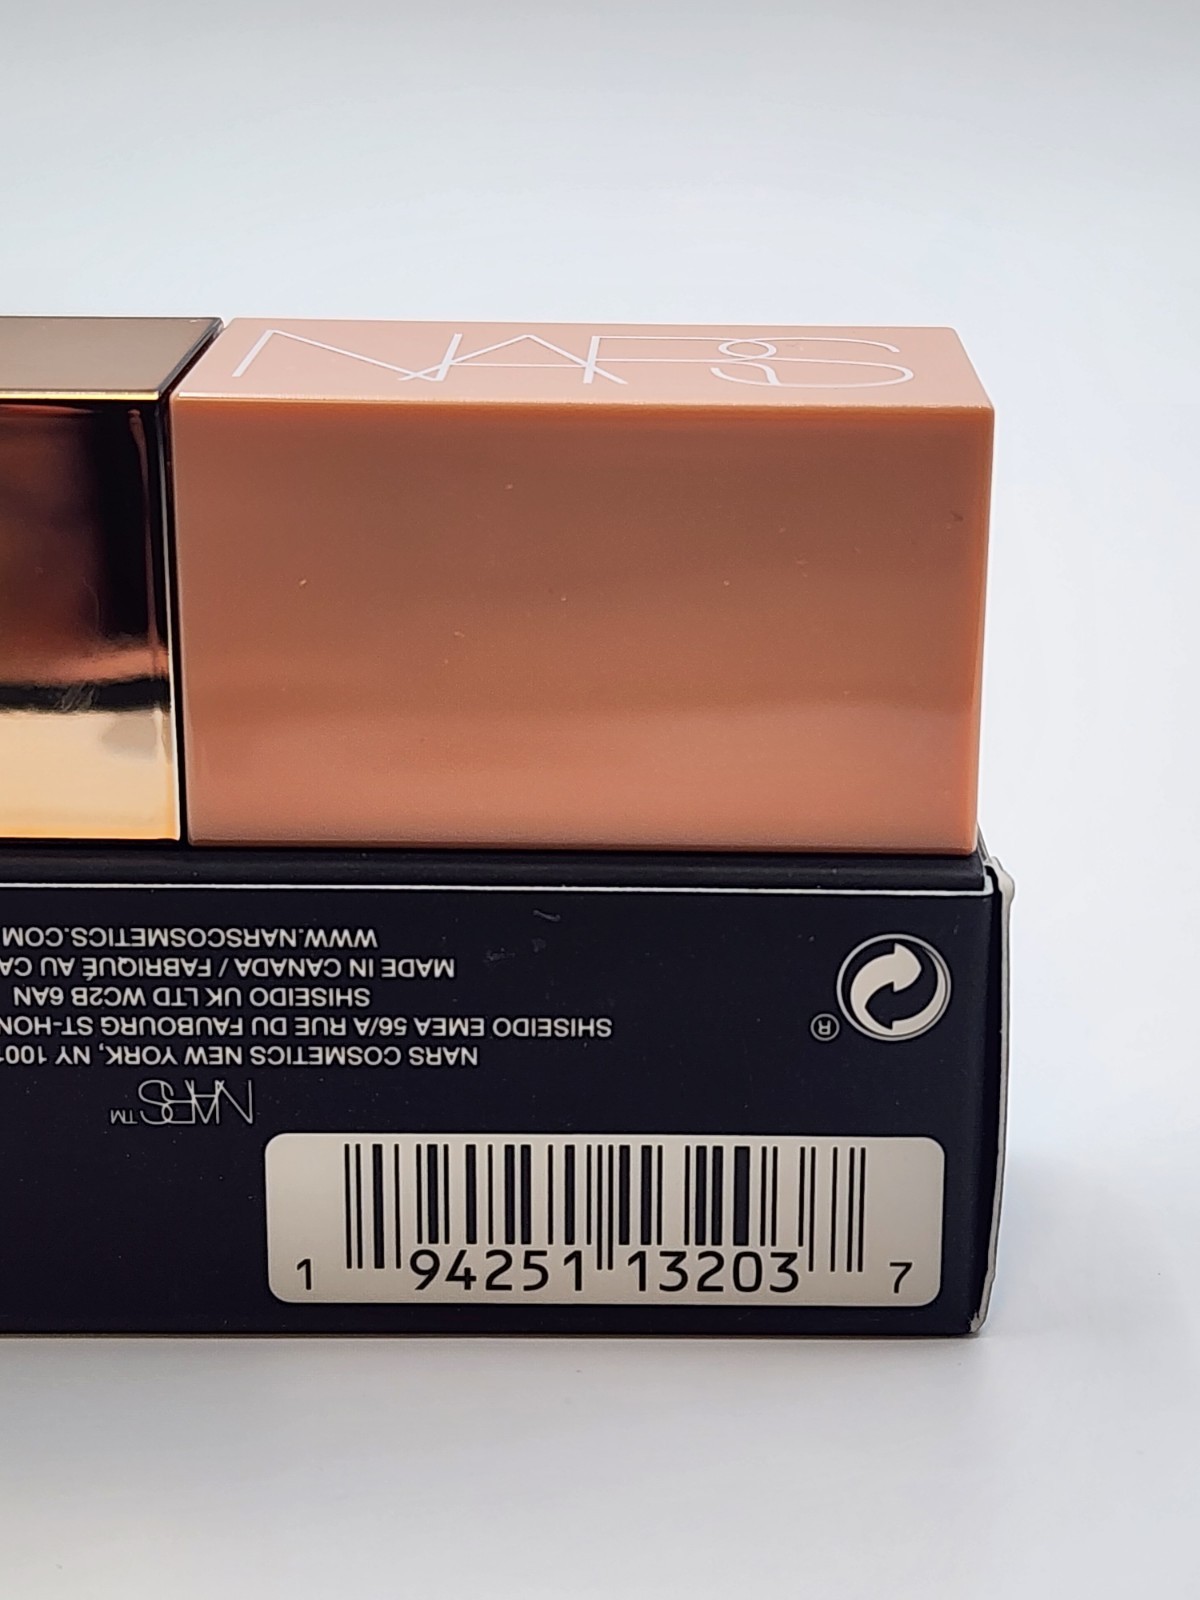 NARS
NARS™
NARS COSMETICS NEW YORK, NY 1001
SHISEIDO EMEA 56/A RUE DU FAUBOURG ST-HON
SHISEIDO UK LTD WC2B 6AN
MADE IN CANADA / FABRIQUÉ AU CA
WWW.NARSCOSMETICS.COM
®
1 94251 13203 7